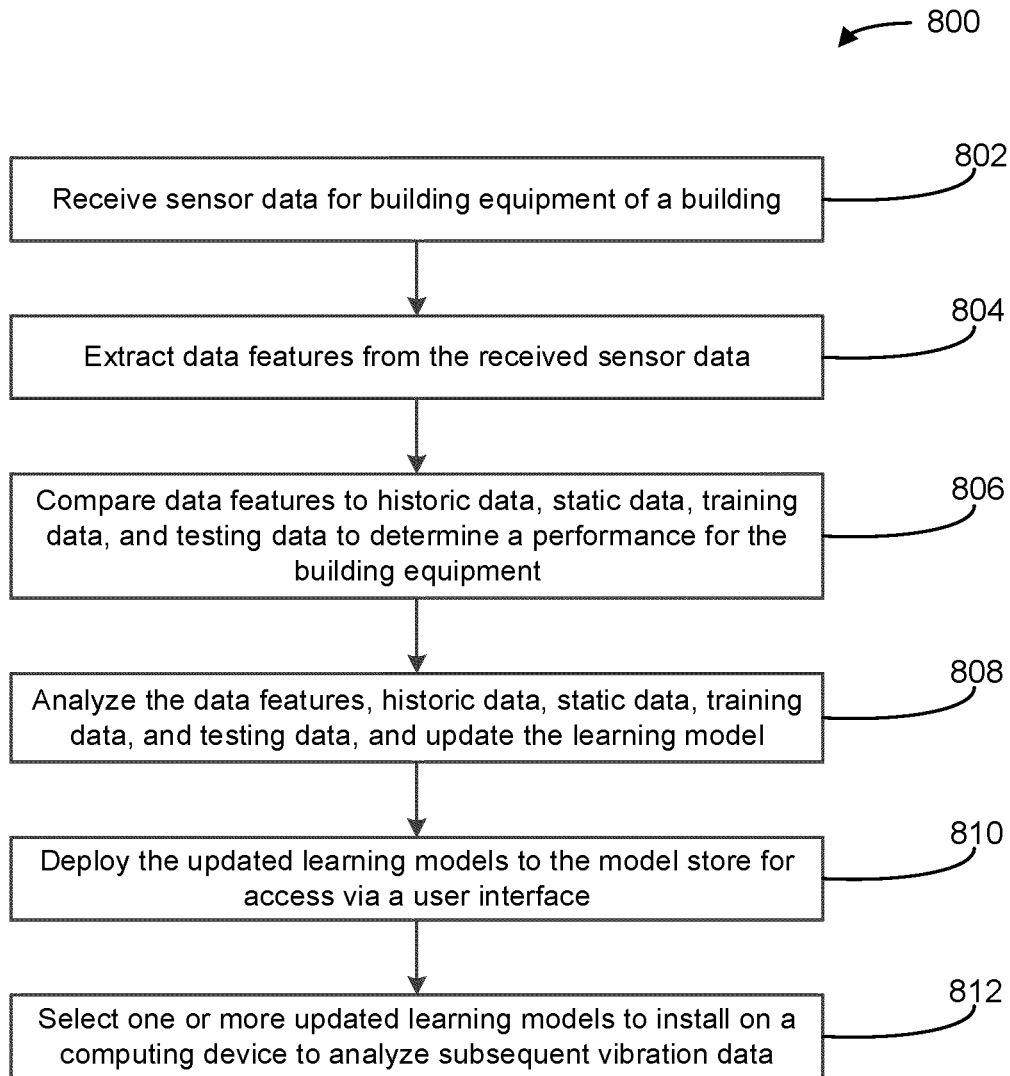 800
802
Receive sensor data for building equipment of a building
804
Extract data features from the received sensor data
806
Compare data features to historic data, static data, training
data, and testing data to determine a performance for the
building equipment
808
Analyze the data features, historic data, static data, training
data, and testing data, and update the learning model
810
Deploy the updated learning models to the model store for
access via a user interface
812
Select one or more updated learning models to install on a
computing device to analyze subsequent vibration data